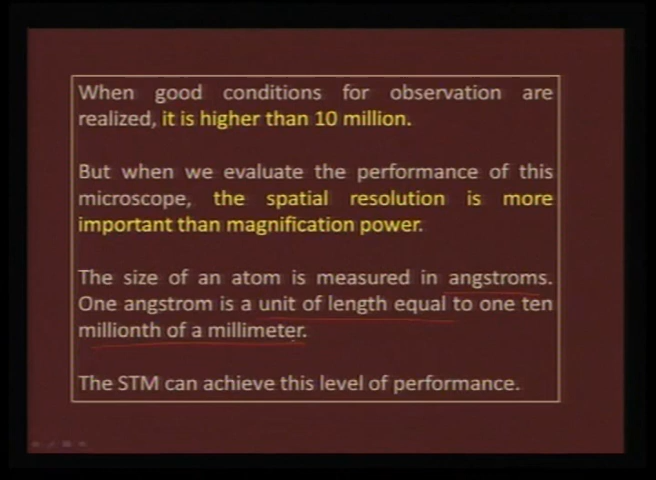 When good conditions for observation are
realized, it is higher than 10 million.
But when we evaluate the performance of this
microscope, the spatial resolution is more
important than magnification power.
The size of an atom is measured in angstroms.
One angstrom is a unit of length equal to one ten
millionth of a millimeter.
The STM can achieve this level of performance.